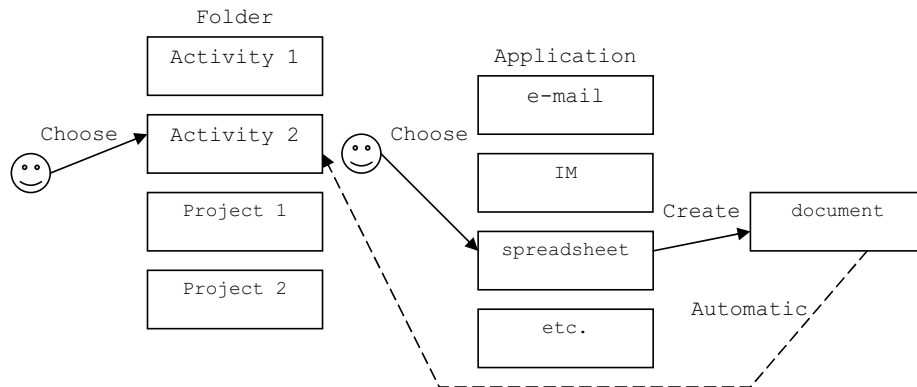 Folder
Activity 1
Choose
Activity 2
Project 1
Project 2
Application
e-mail
Choose
IM
spreadsheet
etc.
Create
document
Automatic